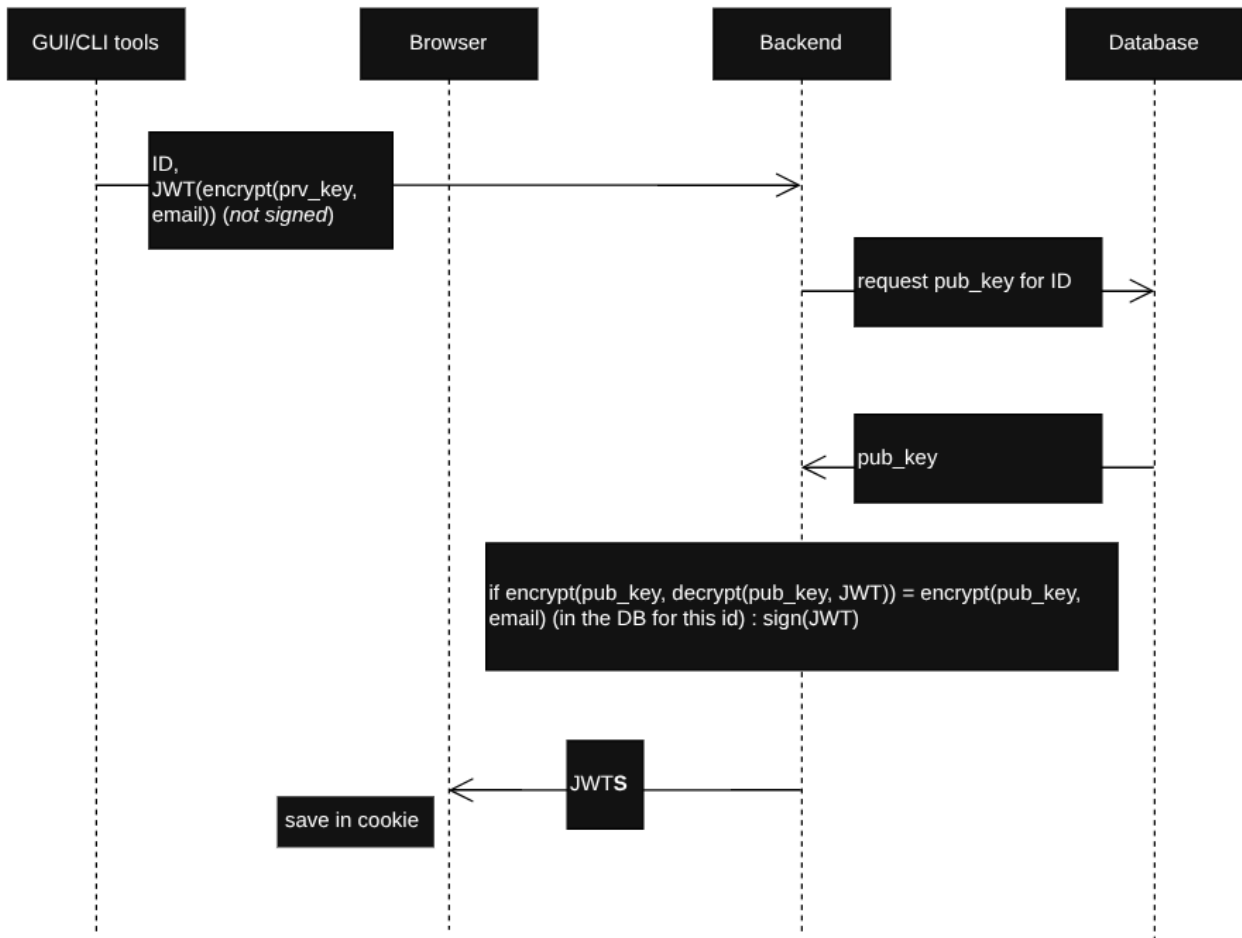 GUI/CLI tools
Browser
Backend
Database
ID,
JWT(encrypt(prv_key,
email)) (not signed)
request pub_key for ID
pub_key
if encrypt(pub_key, decrypt(pub_key, JWT)) = encrypt(pub_key,
email) (in the DB for this id) : sign(JWT)
JWTS
save in cookie